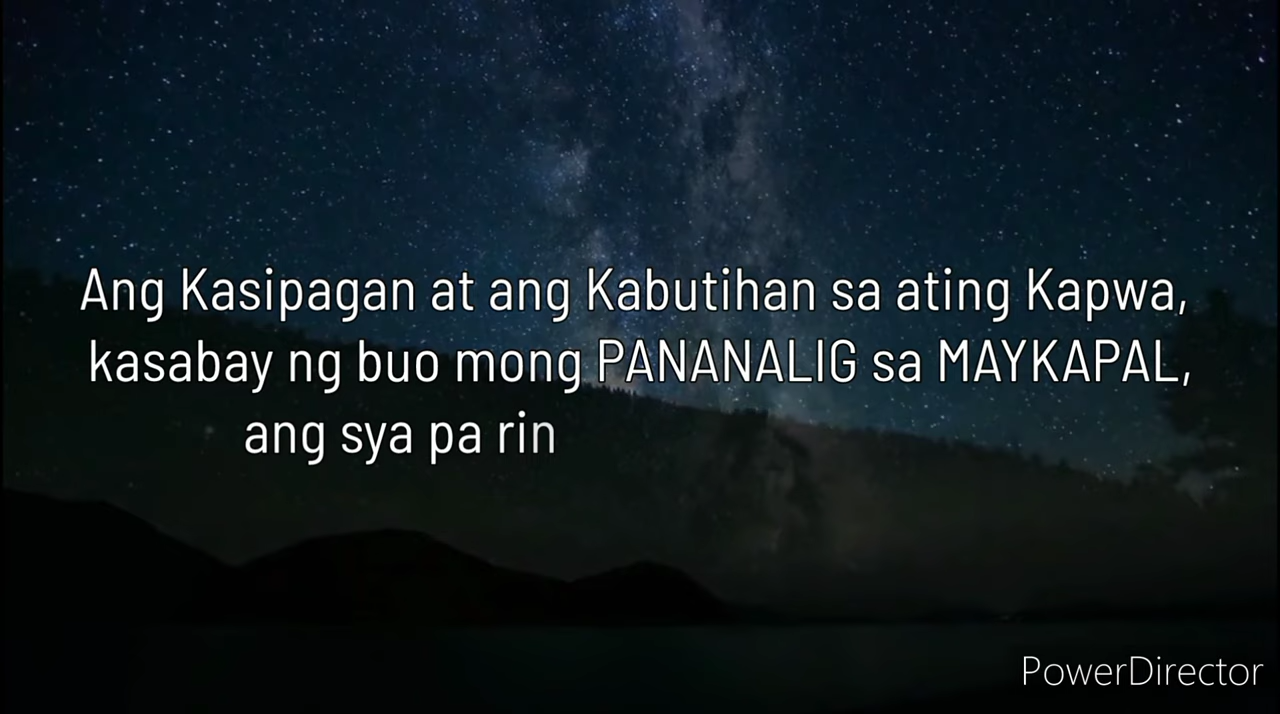 Ang Kasipagan at ang Kabutihan sa ating Kapwa,
kasabay ng buo mong PANANALIG sa MAYKAPAL,
ang sya pa rin
PowerDirector